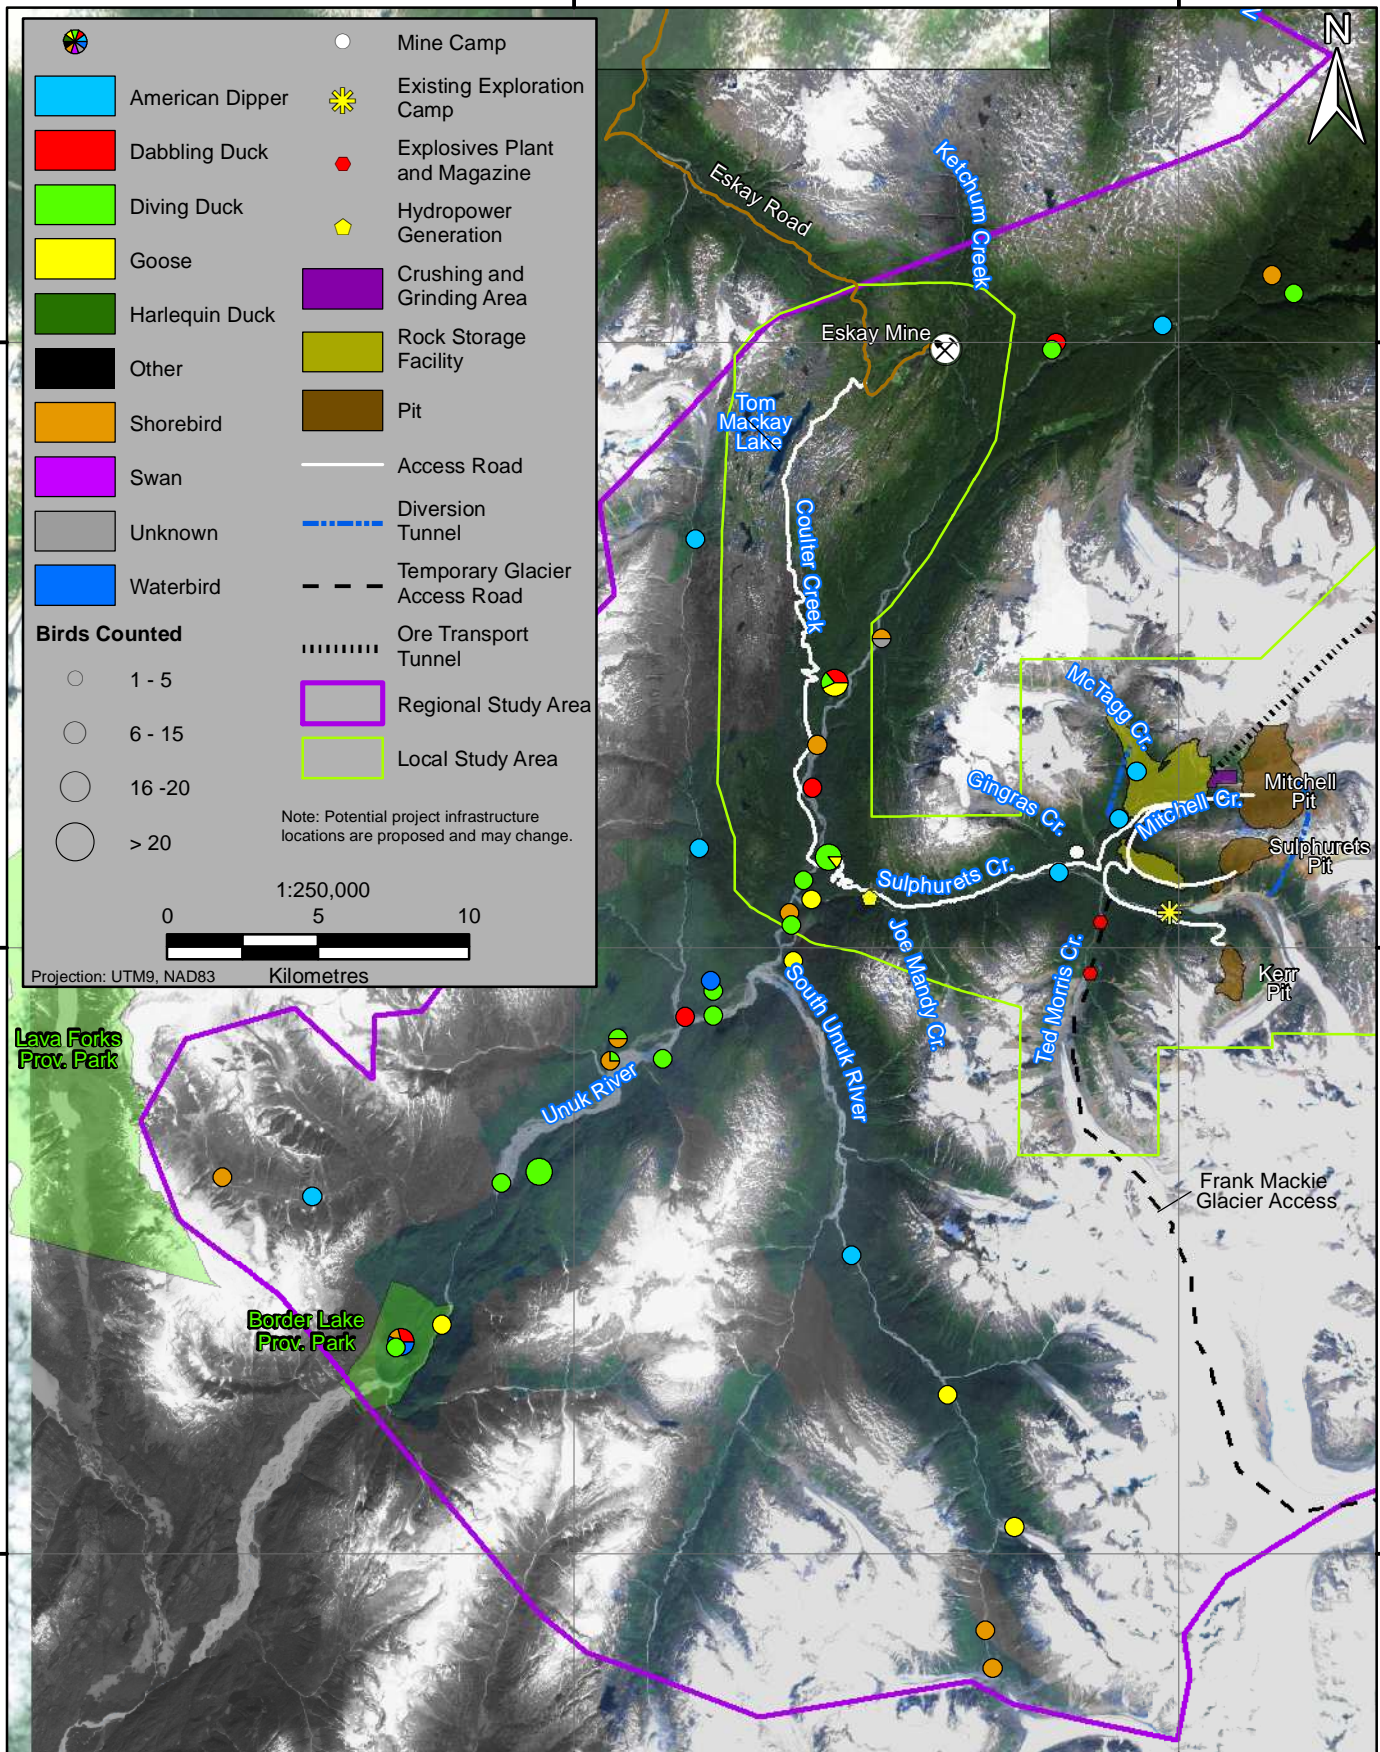 American Dipper
Dabbling Duck
Diving Duck
Goose
Harlequin Duck
Other
Shorebird
Swan
Unknown
Waterbird
Birds Counted
1 - 5
6 - 15
16 -20
> 20
Mine Camp
Existing Exploration
Camp
Explosives Plant
and Magazine
Hydropower
Generation
Crushing and
Grinding Area
Rock Storage
Facility
Pit
Access Road
Diversion
Tunnel
Temporary Glacier
Access Road
Ore Transport
Tunnel
Regional Study Area
Local Study Area
Note: Potential project infrastructure
locations are proposed and may change.
1:250,000
0 5 10
Kilometres
Projection: UTM9, NAD83
N
Eskay Road
Ketchum Creek
Eskay Mine
Tom
Mackay
Lake
Coulter Creek
McTagg Cr.
Gingras Cr.
Mitchell Cr.
Mitchell
Pit
Sulphurets
Pit
Sulphurets Cr.
Joe Mandy Cr.
Ted Morris Cr.
Kerr
Pit
South Unuk RIver
Unuk River
Lava Forks
Prov. Park
Frank Mackie
Glacier Access
Border Lake
Prov. Park